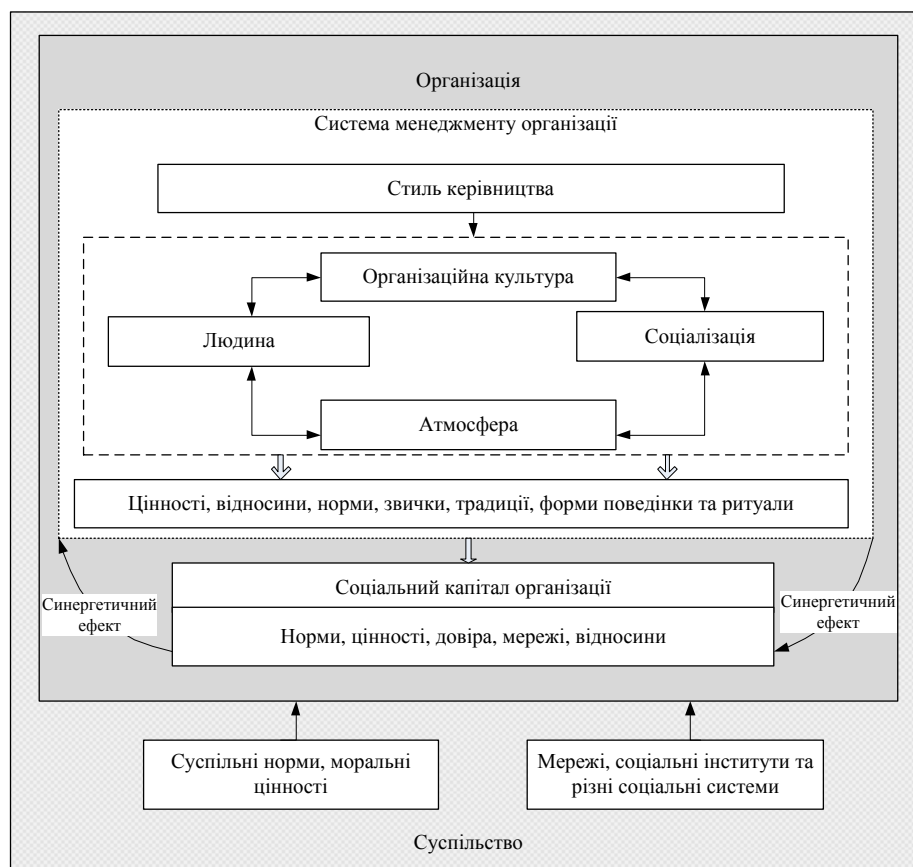 Організація
Система менеджменту організації
Стиль керівництва
Організаційна культура
Людина
Соціалізація
Атмосфера
Цінності, відносини, норми, звички, традиції, форми поведінки та ритуали
Соціальний капітал організації
Синергетичний
ефект
Норми, цінності, довіра, мережі, відносини
Синергетичний
ефект
Суспільні норми, моральні
цінності
Мережі, соціальні інститути та
різні соціальні системи
Суспільство